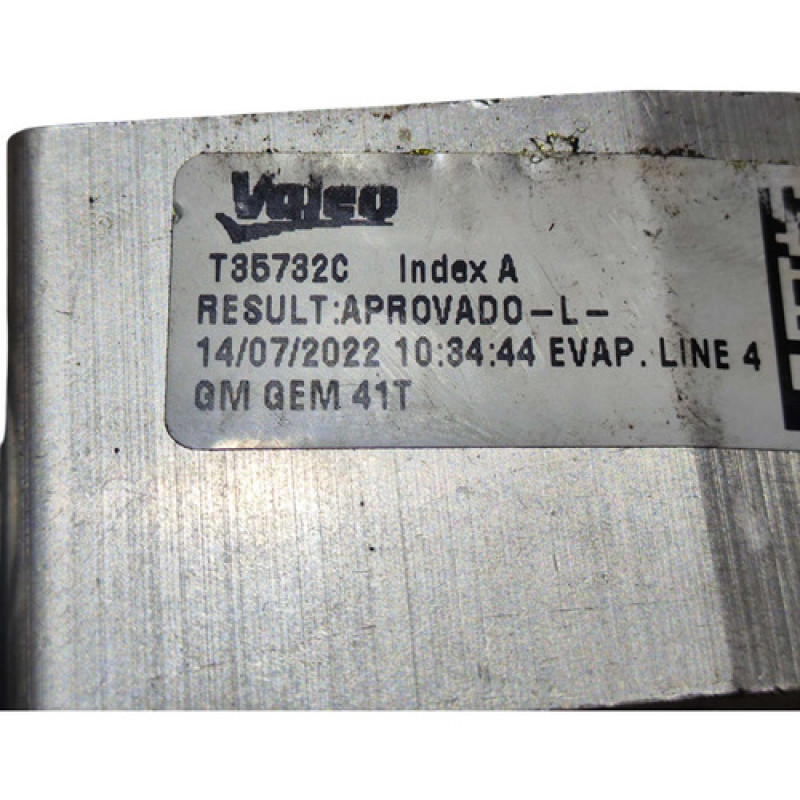 Valeo
T35732C Index A
RESULT:APROVADO-L-
14/07/2022 10:34:44 EVAP. LINE 4
GM GEM 41T